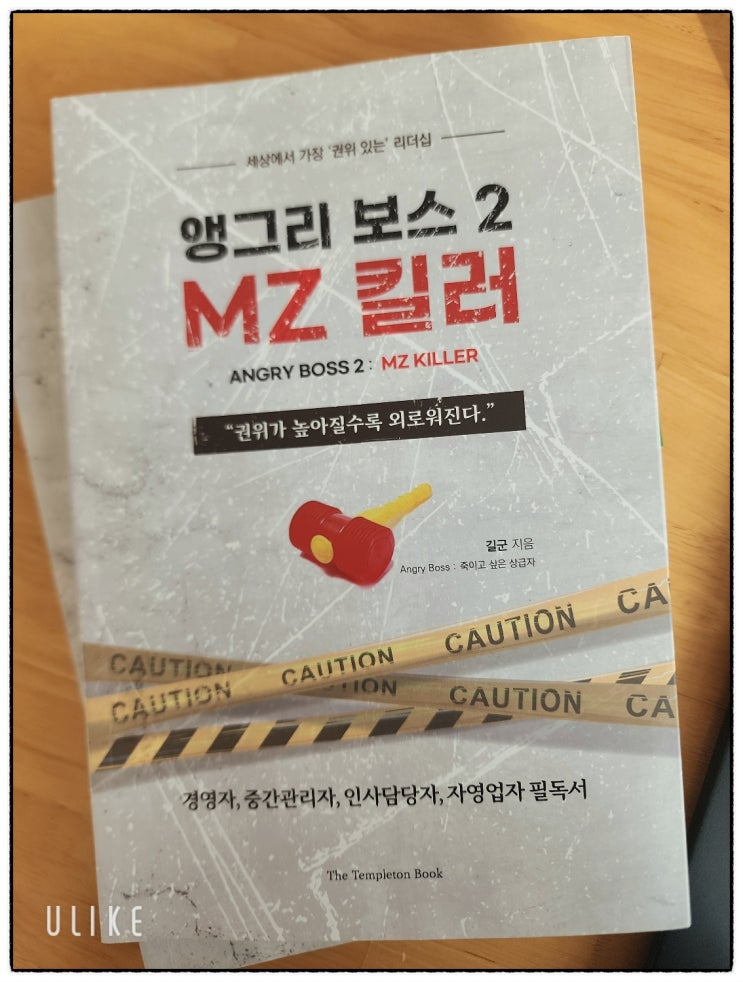 세상에서 가장 '권위 있는' 리더십
앵그리 보스 2
MZ 킬러
ANGRY BOSS 2 : MZ KILLER
"권위가 높아질수록 외로워진다."
길군 지음
Angry Boss : 죽이고 싶은 상급자
CAUTION CAUTION CAUTION CA
CAUTION CAUTION CA
경영자, 중간관리자, 인사담당자, 자영업자 필독서
The Templeton Book
ULIKE